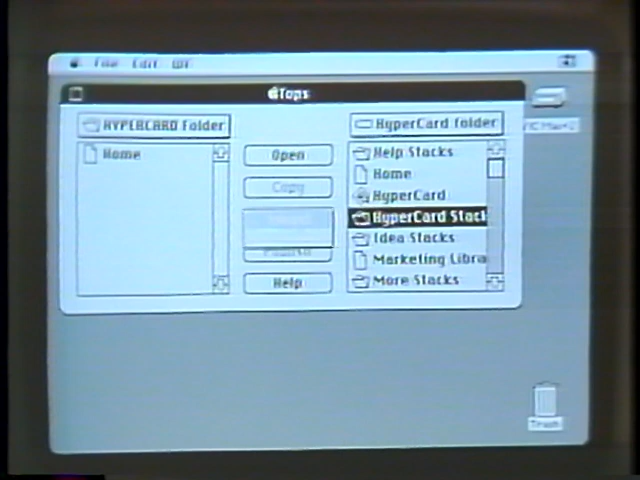 File Edit
Tops
HYPERCARD Folder
HyperCard folder
Home
Open
Copy
Help
Help Stacks
Home
HyperCard
HyperCard Stack
Idea Stacks
Marketing Libra
More Stacks
Trash